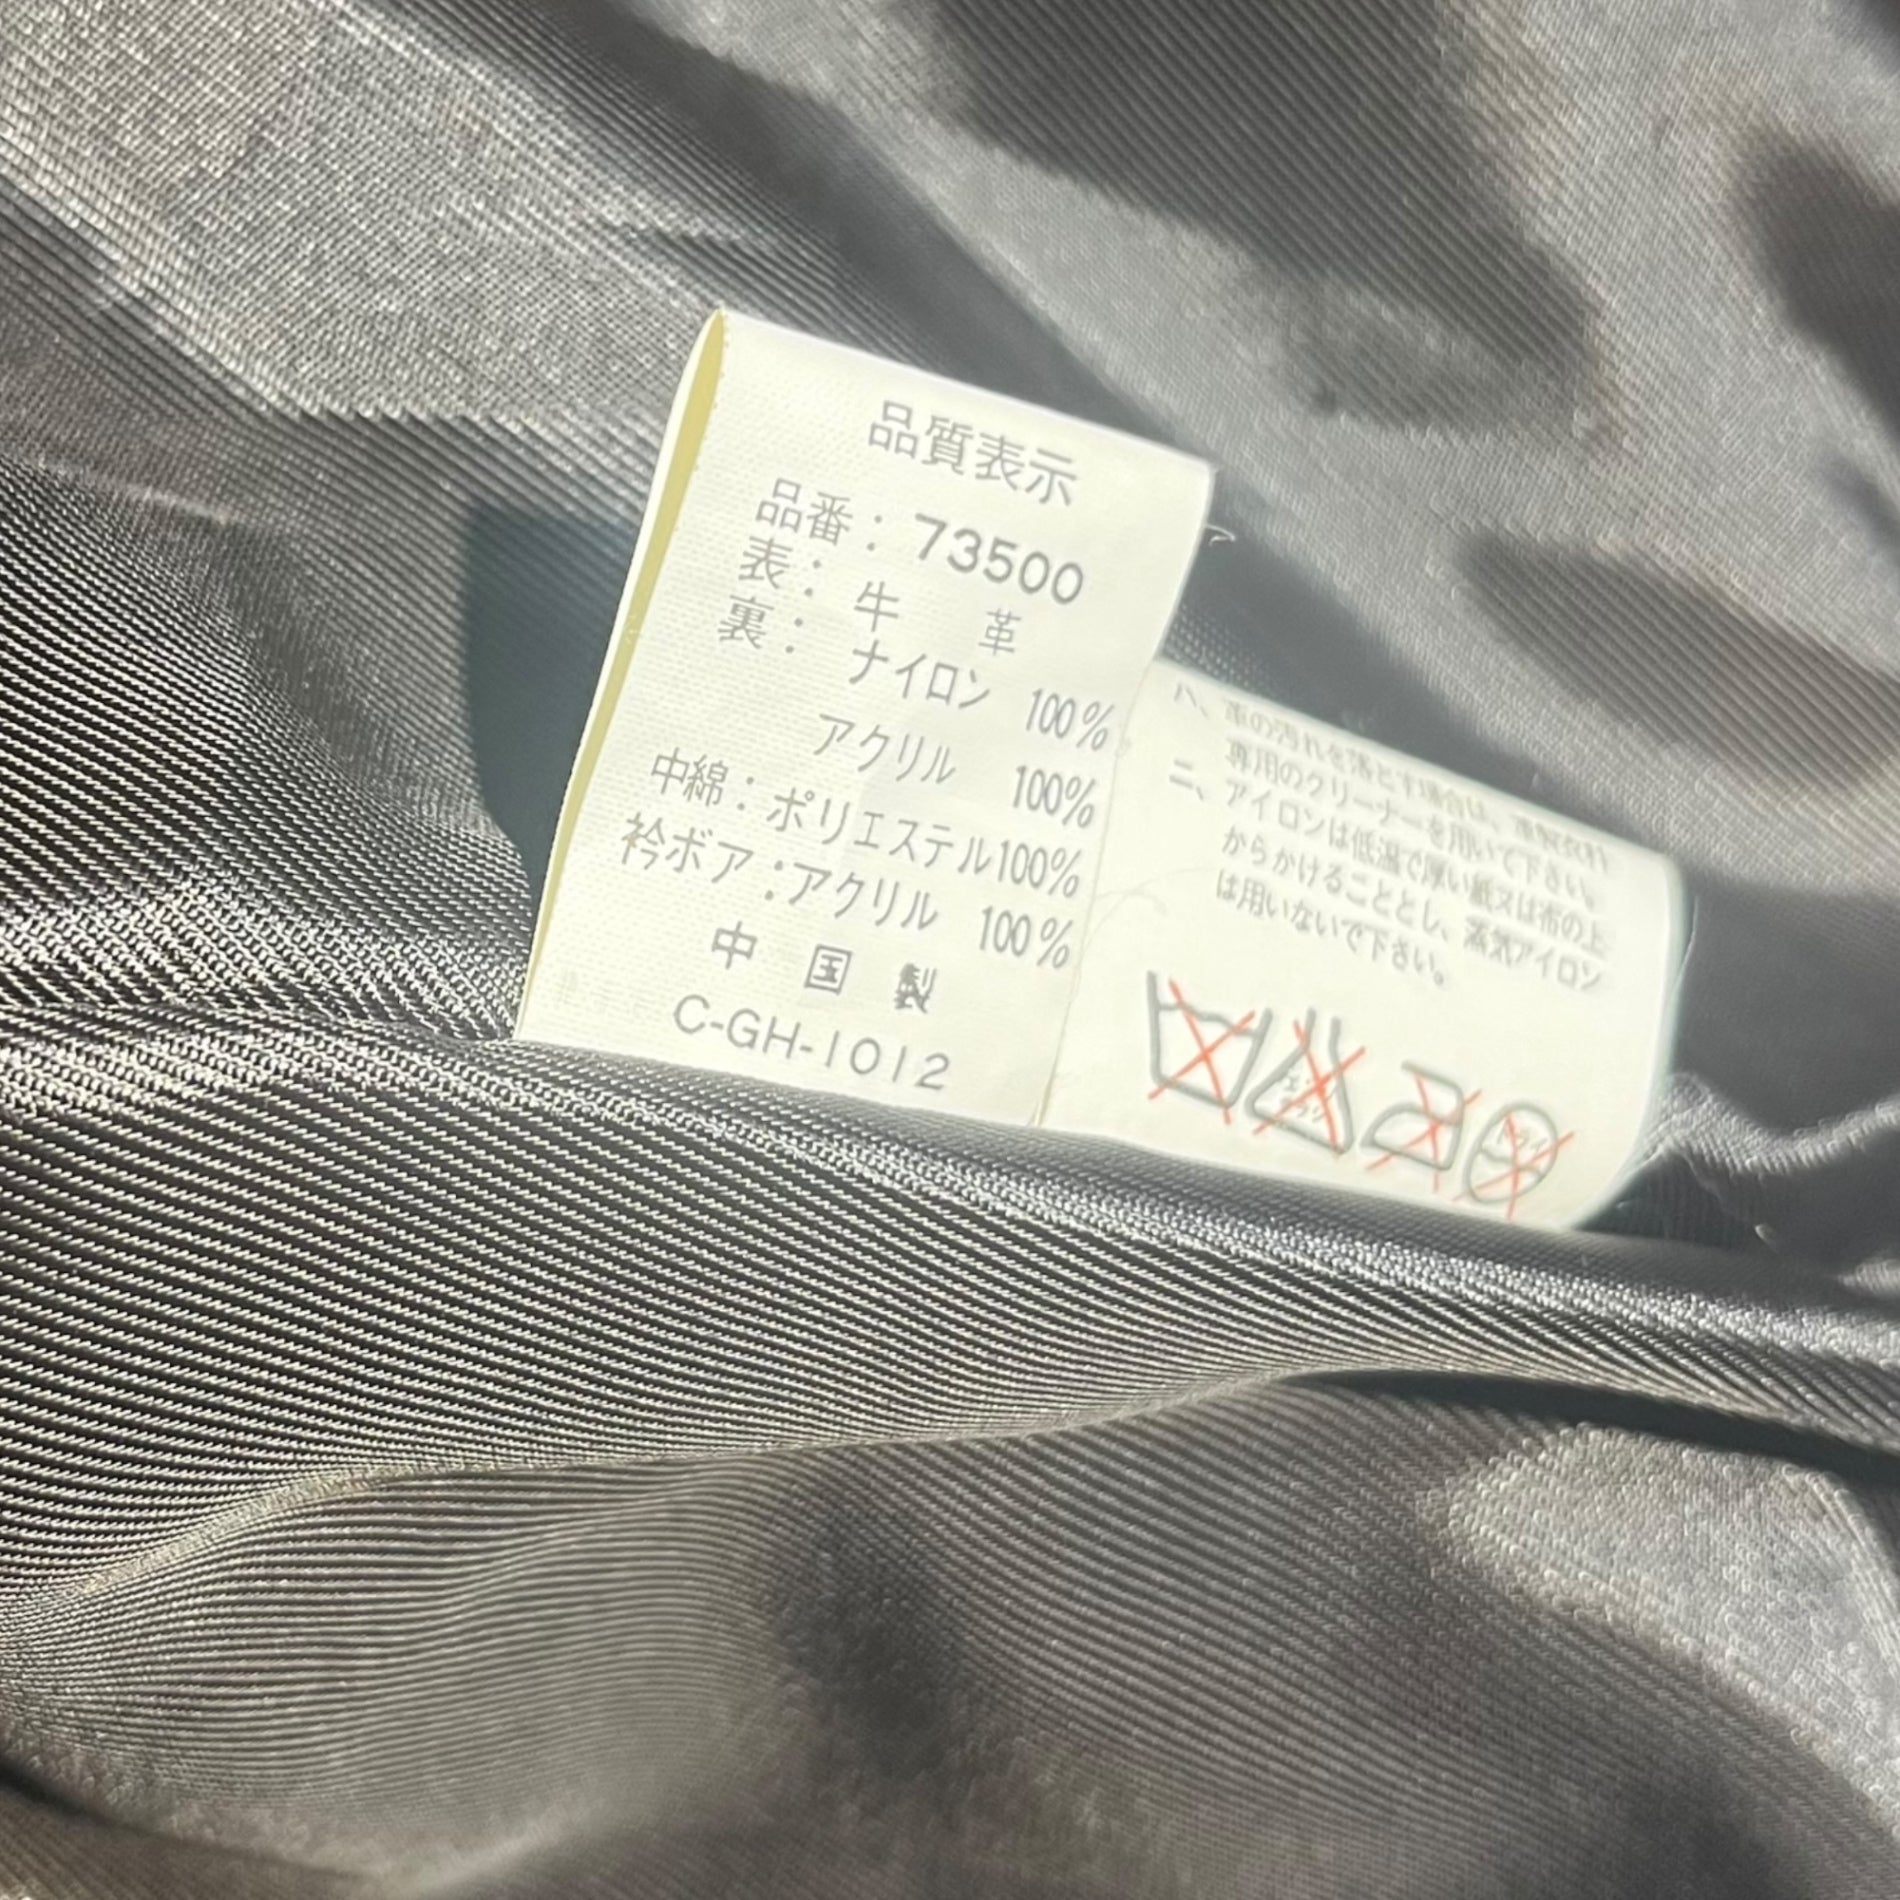 品質表示
品番：73500
表：牛 革
裏：ナイロン 100%
アクリル 100%
中綿：ポリエステル100%
衿ボア：アクリル 100%
中 国 製
C-GH-1012
ハ、革の汚れを落とす場合は、
専用のクリーナーを用いて下さい。
ニ、アイロンは低温で厚い紙又は布の上
からかけることとし、蒸気アイロン
は用いないで下さい。